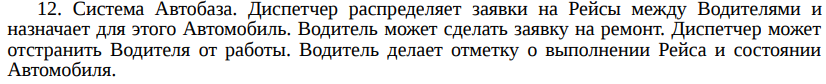 12. Система Автобаза. Диспетчер распределяет заявки на Рейсы между Водителями и
назначает для этого Автомобиль. Водитель может сделать заявку на ремонт. Диспетчер может
отстранить Водителя от работы. Водитель делает отметку о выполнении Рейса и состоянии
Автомобиля.